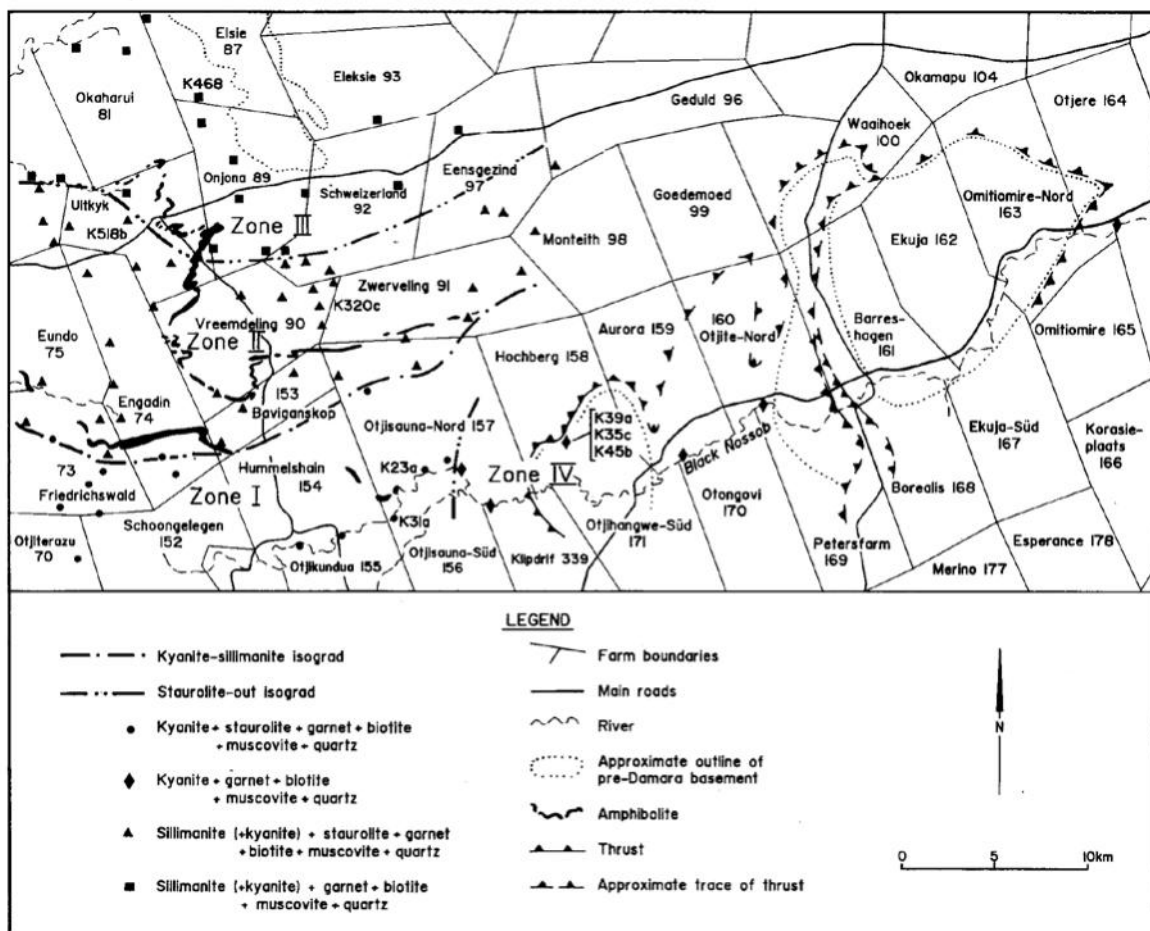 Elsie
87
Eleksie 93
K468
Okaharui
81
Okamapu 104
Otjere 164
Geduld 96
Waaihoek
100
Onjona 89
Schweizerland
92
Eensgezind
97
Goedemoed
99
Omitiomire-Nord
163
Uitkyk
K518b
Zone III
Monteith 98
Ekuja 162
Zwerveling 91
K320c
Eundo
75
Vreemdeling 90
Zone II
Aurora 159
160
Otjite-Nord
Barres-
hagen
161
Omitiomire 165
Hochberg 158
Engadin
74
153
Baviganskop
Otjisauna-Nord 157
K39a
K35c
K45b
Ekuja-Süd
167
Korasie-
plaats
166
73
Friedrichswald
Hummelshain
154
K23a
Zone IV
Black Nossob
Zone I
Otongovi
170
Borealis 168
Schoongelegen
152
K31a
Otjihangwe-Süd
171
Otjiterazu
70
Otjikundua 155
Otjisauna-Süd
156
Klipdrif 339
Petersfarm
169
Esperance 178
Merino 177
LEGEND
Kyanite-sillimanite isograd
Staurolite-out isograd
Kyanite + staurolite + garnet + biotite
+ muscovite + quartz
Kyanite + garnet + biotite
+ muscovite + quartz
Sillimanite (+kyanite) + staurolite + garnet
+ biotite + muscovite + quartz
Sillimanite (+kyanite) + garnet + biotite
+ muscovite + quartz
Farm boundaries
Main roads
River
Approximate outline of
pre-Damara basement
Amphibolite
Thrust
Approximate trace of thrust
N
0 5 10km